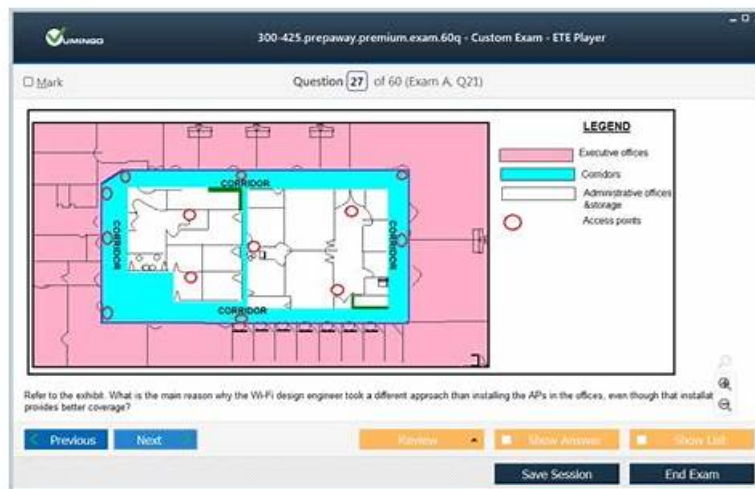 VUMINGO
300-425.prepaway.premium.exam.60q - Custom Exam - ETE Player
Mark
Question 27 of 60 (Exam A, Q21)
LEGEND
Executive offices
Corridors
Administrative offices
&storage
Access points
CORRIDOR
CORRIDOR
CORRIDOR
CORRIDOR
Refer to the exhibit. What is the main reason why the Wi-Fi design engineer took a different approach than installing the APs in the offices, even though that installat
provides better coverage?
Previous
Next
Review
Show Answer
Show List
Save Session
End Exam